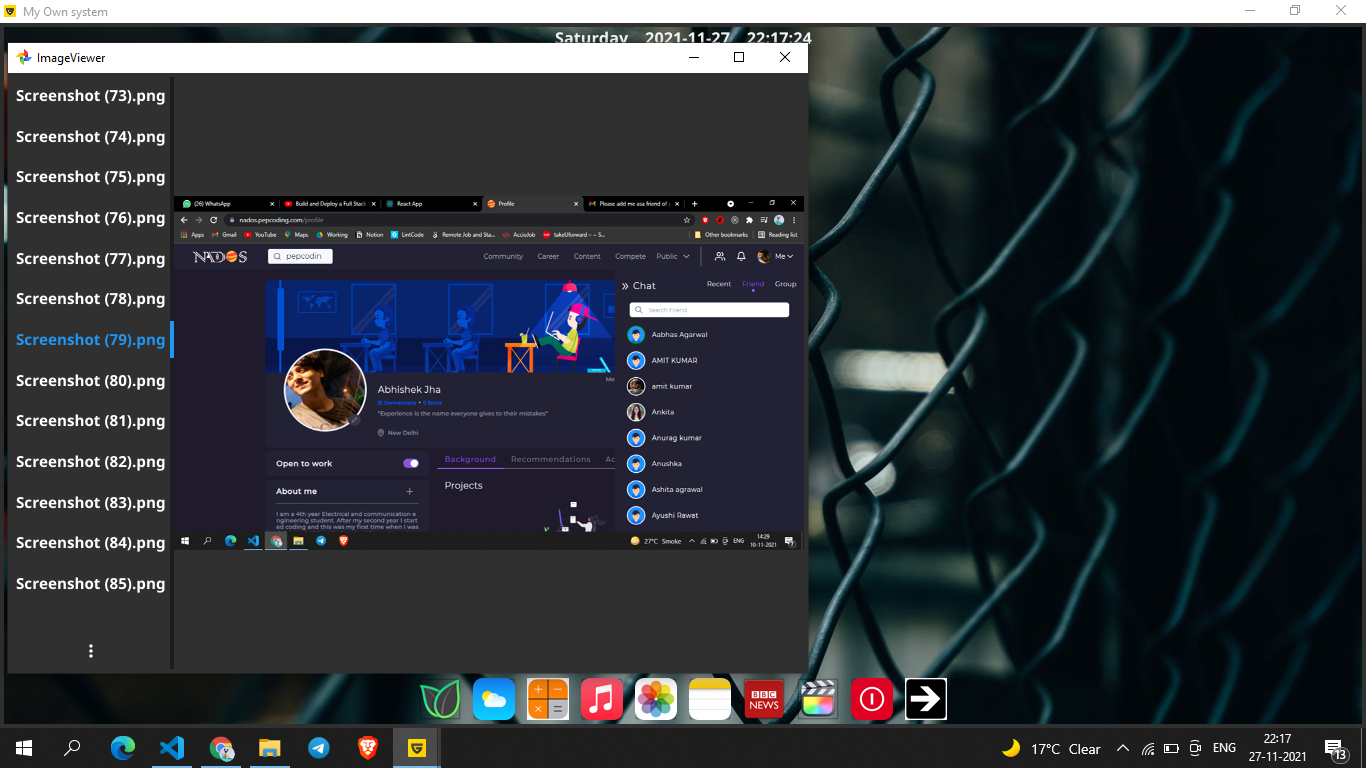 My Own system
Saturday 2021-11-27 22:17:24
ImageViewer
Screenshot (73).png
Screenshot (74).png
Screenshot (75).png
Screenshot (76).png
Screenshot (77).png
Screenshot (78).png
Screenshot (79).png
Screenshot (80).png
Screenshot (81).png
Screenshot (82).png
Screenshot (83).png
Screenshot (84).png
Screenshot (85).png
(26) WhatsApp
Build and Deploy a Full Stack
React App
Profile
Please add me asa friend of
nados.pepcoding.com/profile
Apps Gmail YouTube Maps Working Notion LintCode Remote Job and Sta... AccioJob takeUforward - ~ S... Other bookmarks Reading list
NADOS pepcodin Community Career Content Compete Public Me
Chat Recent Friend Group
Search Friend
Aabhas Agarwal
AMIT KUMAR
amit kumar
Ankita
Anurag kumar
Anushka
Ashita agrawal
Ayushi Rawat
Me
Abhishek Jha
51 Connections • 0 Score
"Experience is the name everyone gives to their mistakes"
New Delhi
Open to work
Background Recommendations Ac
About me +
Projects
I am a 4th year Electrical and communication e
ngineering student. After my second year I start
ed coding and this was my first time when I was
27°C Smoke ENG 14:29
10-11-2021
BBC
NEWS
17°C Clear ENG 22:17
27-11-2021
13